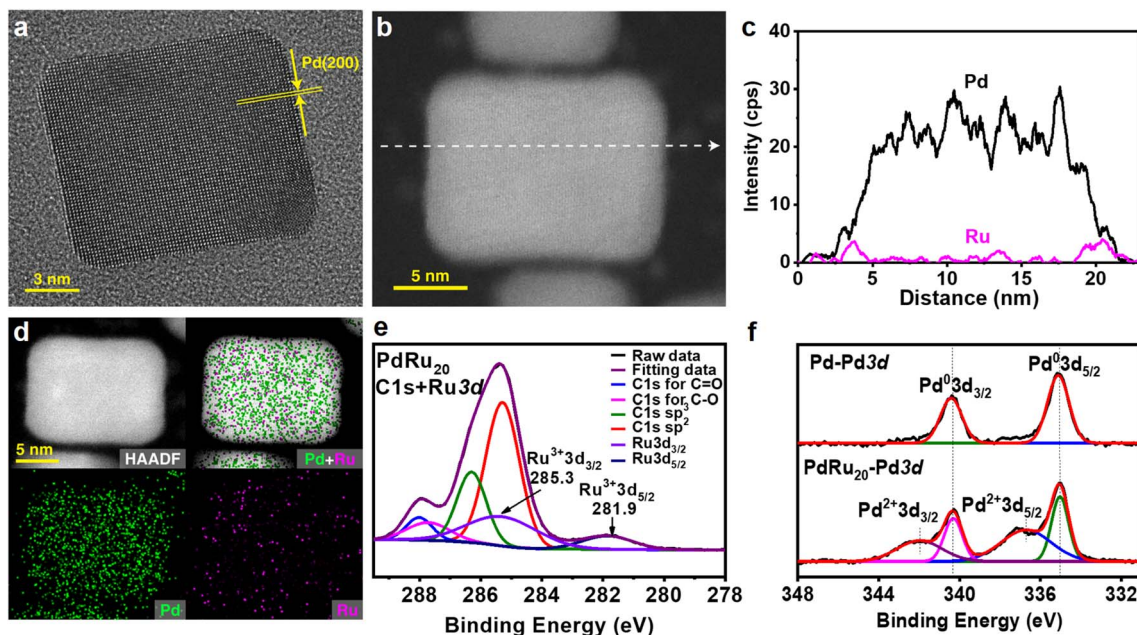 a
Pd(200)
3 nm
b
5 nm
c
40
30
20
10
0
Intensity (cps)
Pd
Ru
0
5
10
15
20
Distance (nm)
d
HAADF
5 nm
Pd+Ru
Pd
Ru
e
PdRu₂₀
C1s+Ru3d
Raw data
Fitting data
C1s for C=O
C1s for C-O
C1s sp³
C1s sp²
Ru3d₃/₂
Ru3d₅/₂
Ru³⁺3d₃/₂
285.3
Ru³⁺3d₅/₂
281.9
288
286
284
282
280
278
Binding Energy (eV)
f
Pd-Pd3d
Pd⁰3d₃/₂
Pd⁰3d₅/₂
PdRu₂₀-Pd3d
Pd²⁺3d₃/₂
Pd²⁺3d₅/₂
348
344
340
336
332
Binding Energy (eV)